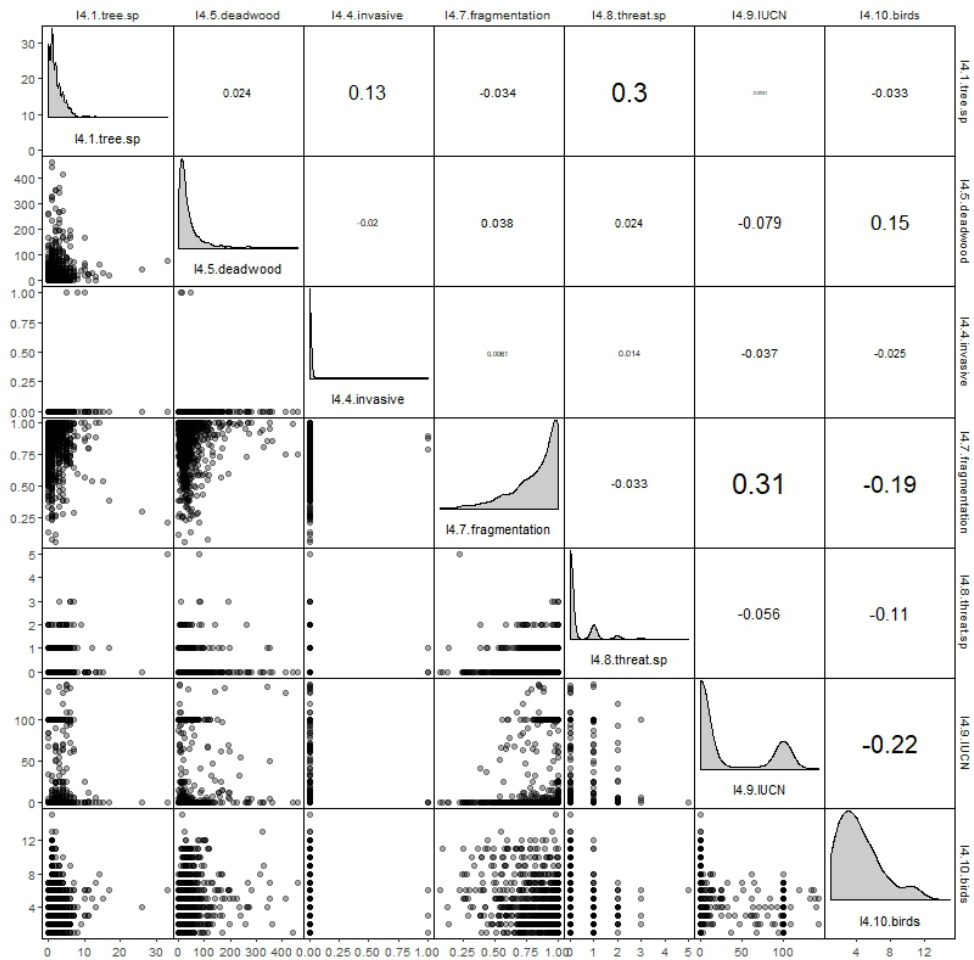 I4.1.tree.sp I4.5.deadwood I4.4.invasive I4.7.fragmentation I4.8.threat.sp I4.9.IUCN I4.10.birds
30
20
10
0
I4.1.tree.sp
0.024 0.13 -0.034 0.3 -0.033
I4.1.tree.sp
400
300
200
100
0
I4.5.deadwood
-0.02 0.038 0.024 -0.079 0.15
I4.5.deadwood
1.00
0.75
0.50
0.25
0.00
I4.4.invasive
0.0061 0.014 -0.037 -0.025
I4.4.invasive
1.00
0.75
0.50
0.25
I4.7.fragmentation
-0.033 0.31 -0.19
I4.7.fragmentation
5
4
3
2
1
0
I4.8.threat.sp
-0.056 -0.11
I4.8.threat.sp
100
50
0
I4.9.IUCN
-0.22
I4.9.IUCN
12
8
4
I4.10.birds
I4.10.birds
0 10 20 30 0 100 200 300 400 0.00 0.25 0.50 0.75 1.00 0.25 0.50 0.75 1.00 0 1 2 3 4 5 0 50 100 3 6 9 12